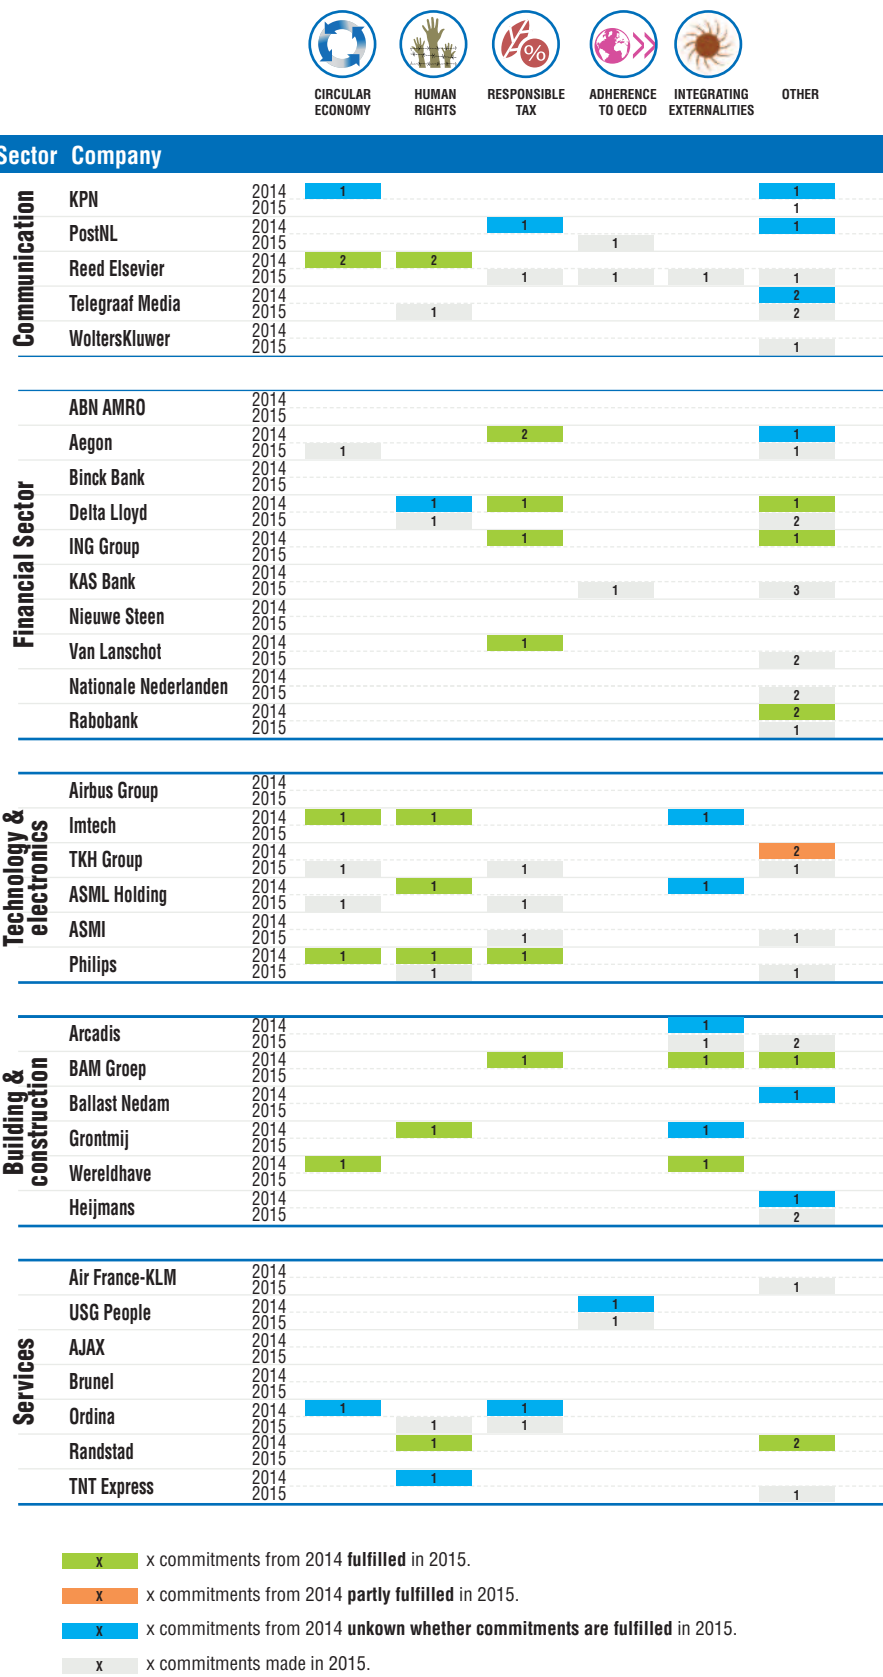 %
CIRCULAR ECONOMY
HUMAN RIGHTS
RESPONSIBLE TAX
ADHERENCE TO OECD
INTEGRATING EXTERNALITIES
OTHER
Sector Company
Communication
KPN
2014 1 1
2015 1
PostNL
2014 1 1
2015 1
Reed Elsevier
2014 2 2
2015 1 1 1 1
Telegraaf Media
2014 2
2015 1 2
WoltersKluwer
2014
2015 1
Financial Sector
ABN AMRO
2014
2015
Aegon
2014 2 1
2015 1 1
Binck Bank
2014
2015
Delta Lloyd
2014 1 1 1
2015 1 2
ING Group
2014 1 1
2015
KAS Bank
2014
2015 1 3
Nieuwe Steen
2014
2015
Van Lanschot
2014 1
2015 2
Nationale Nederlanden
2014
2015 2
Rabobank
2014 2
2015 1
Technology & electronics
Airbus Group
2014
2015
Imtech
2014 1 1 1
2015
TKH Group
2014 2
2015 1 1 1
ASML Holding
2014 1 1
2015 1 1
ASMI
2014
2015 1 1
Philips
2014 1 1 1
2015 1 1
Building & construction
Arcadis
2014 1
2015 1 2
BAM Groep
2014 1 1 1
2015
Ballast Nedam
2014 1
2015
Grontmij
2014 1 1
2015
Wereldhave
2014 1 1
2015
Heijmans
2014 1
2015 2
Services
Air France-KLM
2014
2015 1
USG People
2014 1
2015 1
AJAX
2014
2015
Brunel
2014
2015
Ordina
2014 1 1
2015 1 1
Randstad
2014 1 2
2015
TNT Express
2014 1
2015 1
x x commitments from 2014 fulfilled in 2015.
x x commitments from 2014 partly fulfilled in 2015.
x x commitments from 2014 unkown whether commitments are fulfilled in 2015.
x x commitments made in 2015.